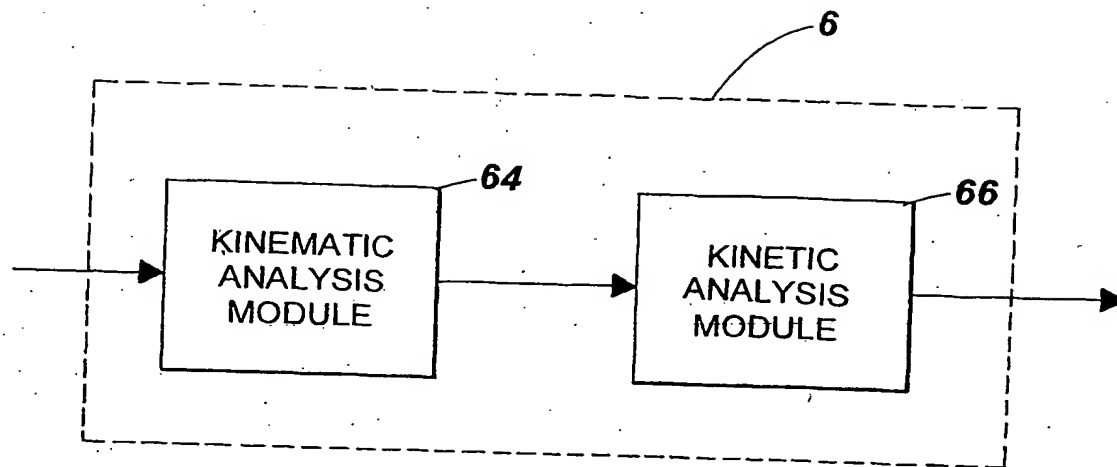 6
64
66
KINEMATIC
ANALYSIS
MODULE
KINETIC
ANALYSIS
MODULE